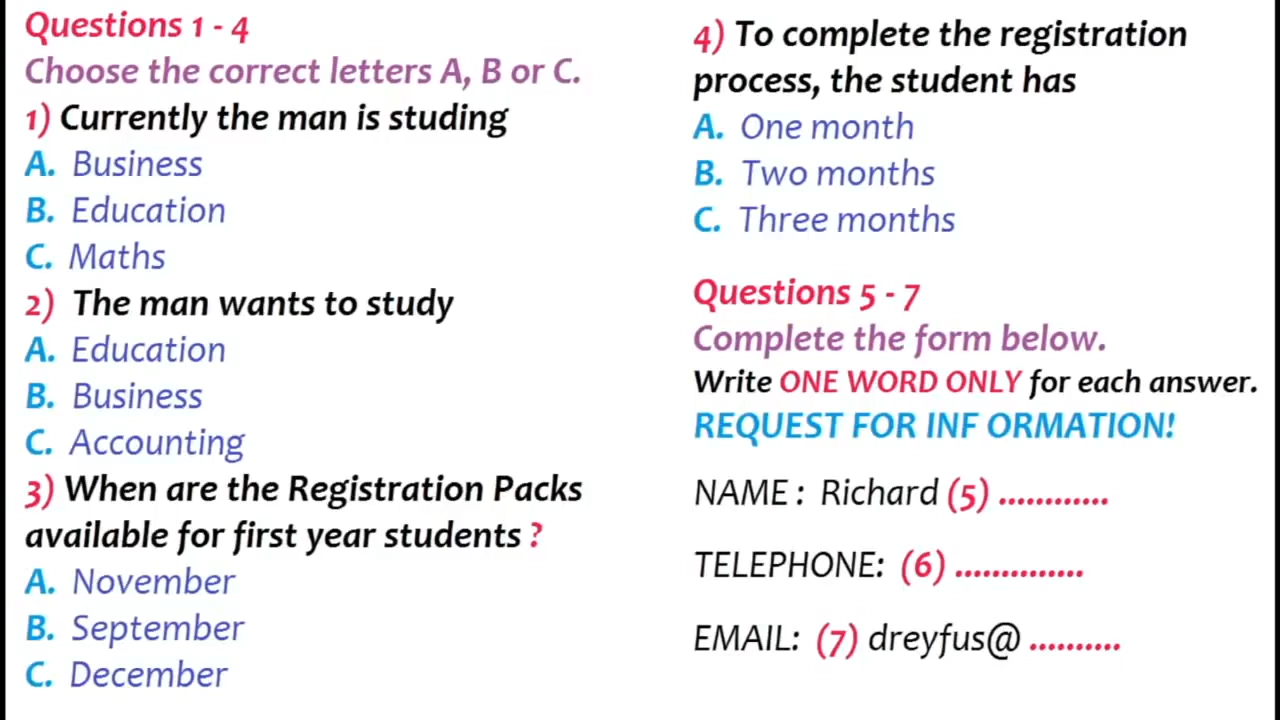 Questions 1 - 4
Choose the correct letters A, B or C.
1) Currently the man is studing
A. Business
B. Education
C. Maths
2) The man wants to study
A. Education
B. Business
C. Accounting
3) When are the Registration Packs
available for first year students ?
A. November
B. September
C. December
4) To complete the registration
process, the student has
A. One month
B. Two months
C. Three months
Questions 5 - 7
Complete the form below.
Write ONE WORD ONLY for each answer.
REQUEST FOR INF ORMATION!
NAME : Richard (5) ............
TELEPHONE: (6) ..............
EMAIL: (7) dreyfus@ ..........